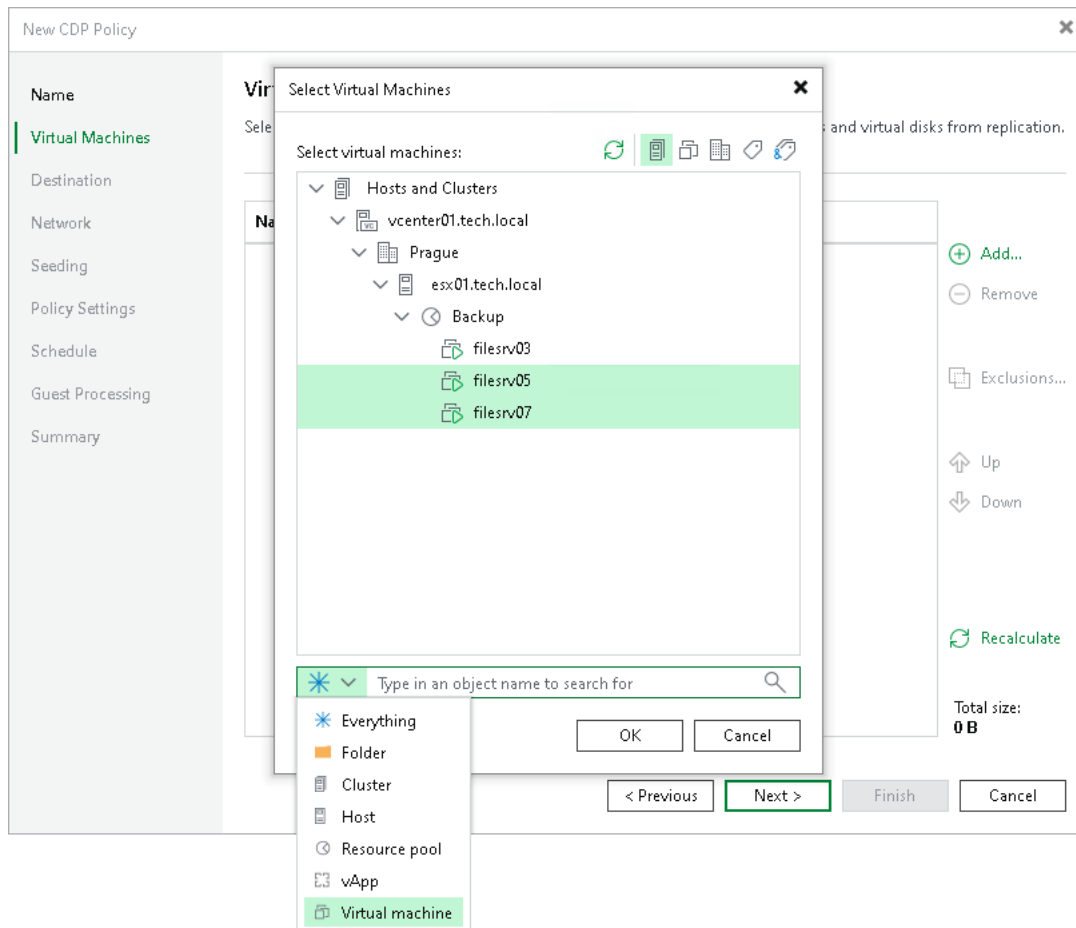 New CDP Policy
Name
Virtual Machines
Destination
Network
Seeding
Policy Settings
Schedule
Guest Processing
Summary
Vir
Sele
and virtual disks from replication.
Na
Select Virtual Machines
Select virtual machines:
Hosts and Clusters
vcenter01.tech.local
Prague
esx01.tech.local
Backup
filesrv03
filesrv05
filesrv07
Type in an object name to search for
Everything
Folder
Cluster
Host
Resource pool
vApp
Virtual machine
OK
Cancel
Add...
Remove
Exclusions...
Up
Down
Recalculate
Total size:
0 B
< Previous
Next >
Finish
Cancel